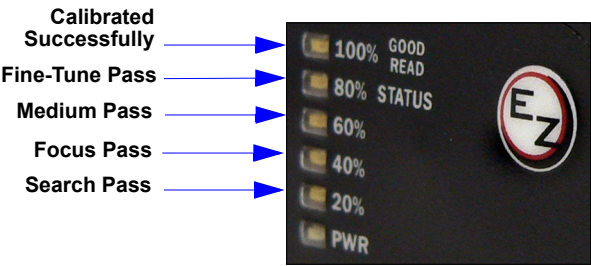 Calibrated
Successfully
Fine-Tune Pass
Medium Pass
Focus Pass
Search Pass
100% GOOD
READ
80% STATUS
60%
40%
20%
PWR
EZ